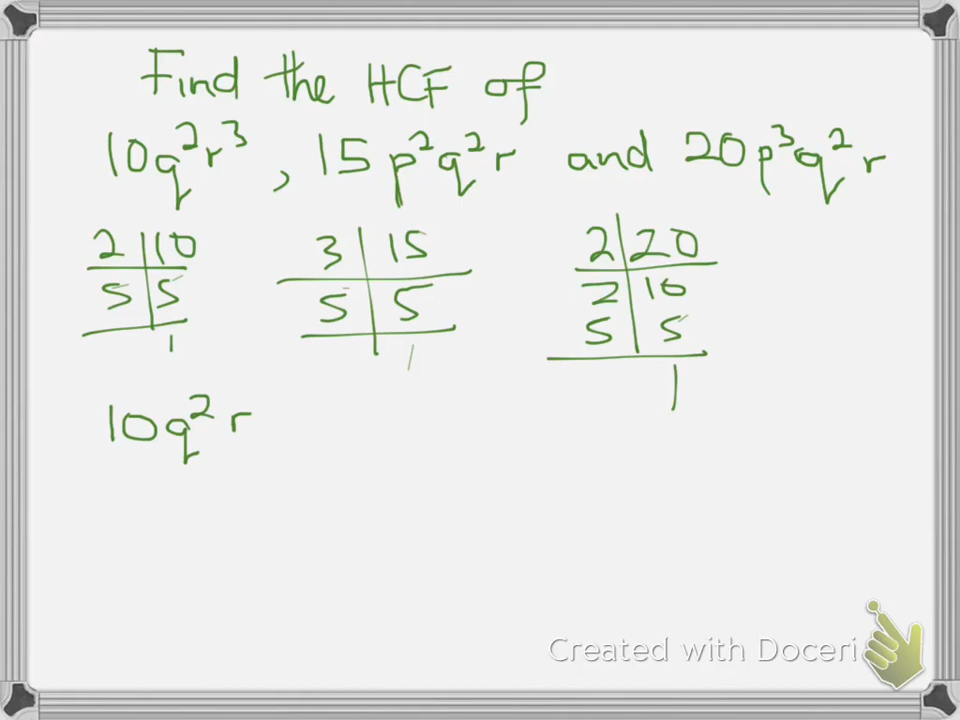 Find the HCF of
10q²r³ , 15p²q²r and 20p³q²r
2 | 10 3 | 15 2 | 20
5 | 5 5 | 5 2 | 10
1 1 5 | 5
1
10q² r
Created with Doceri